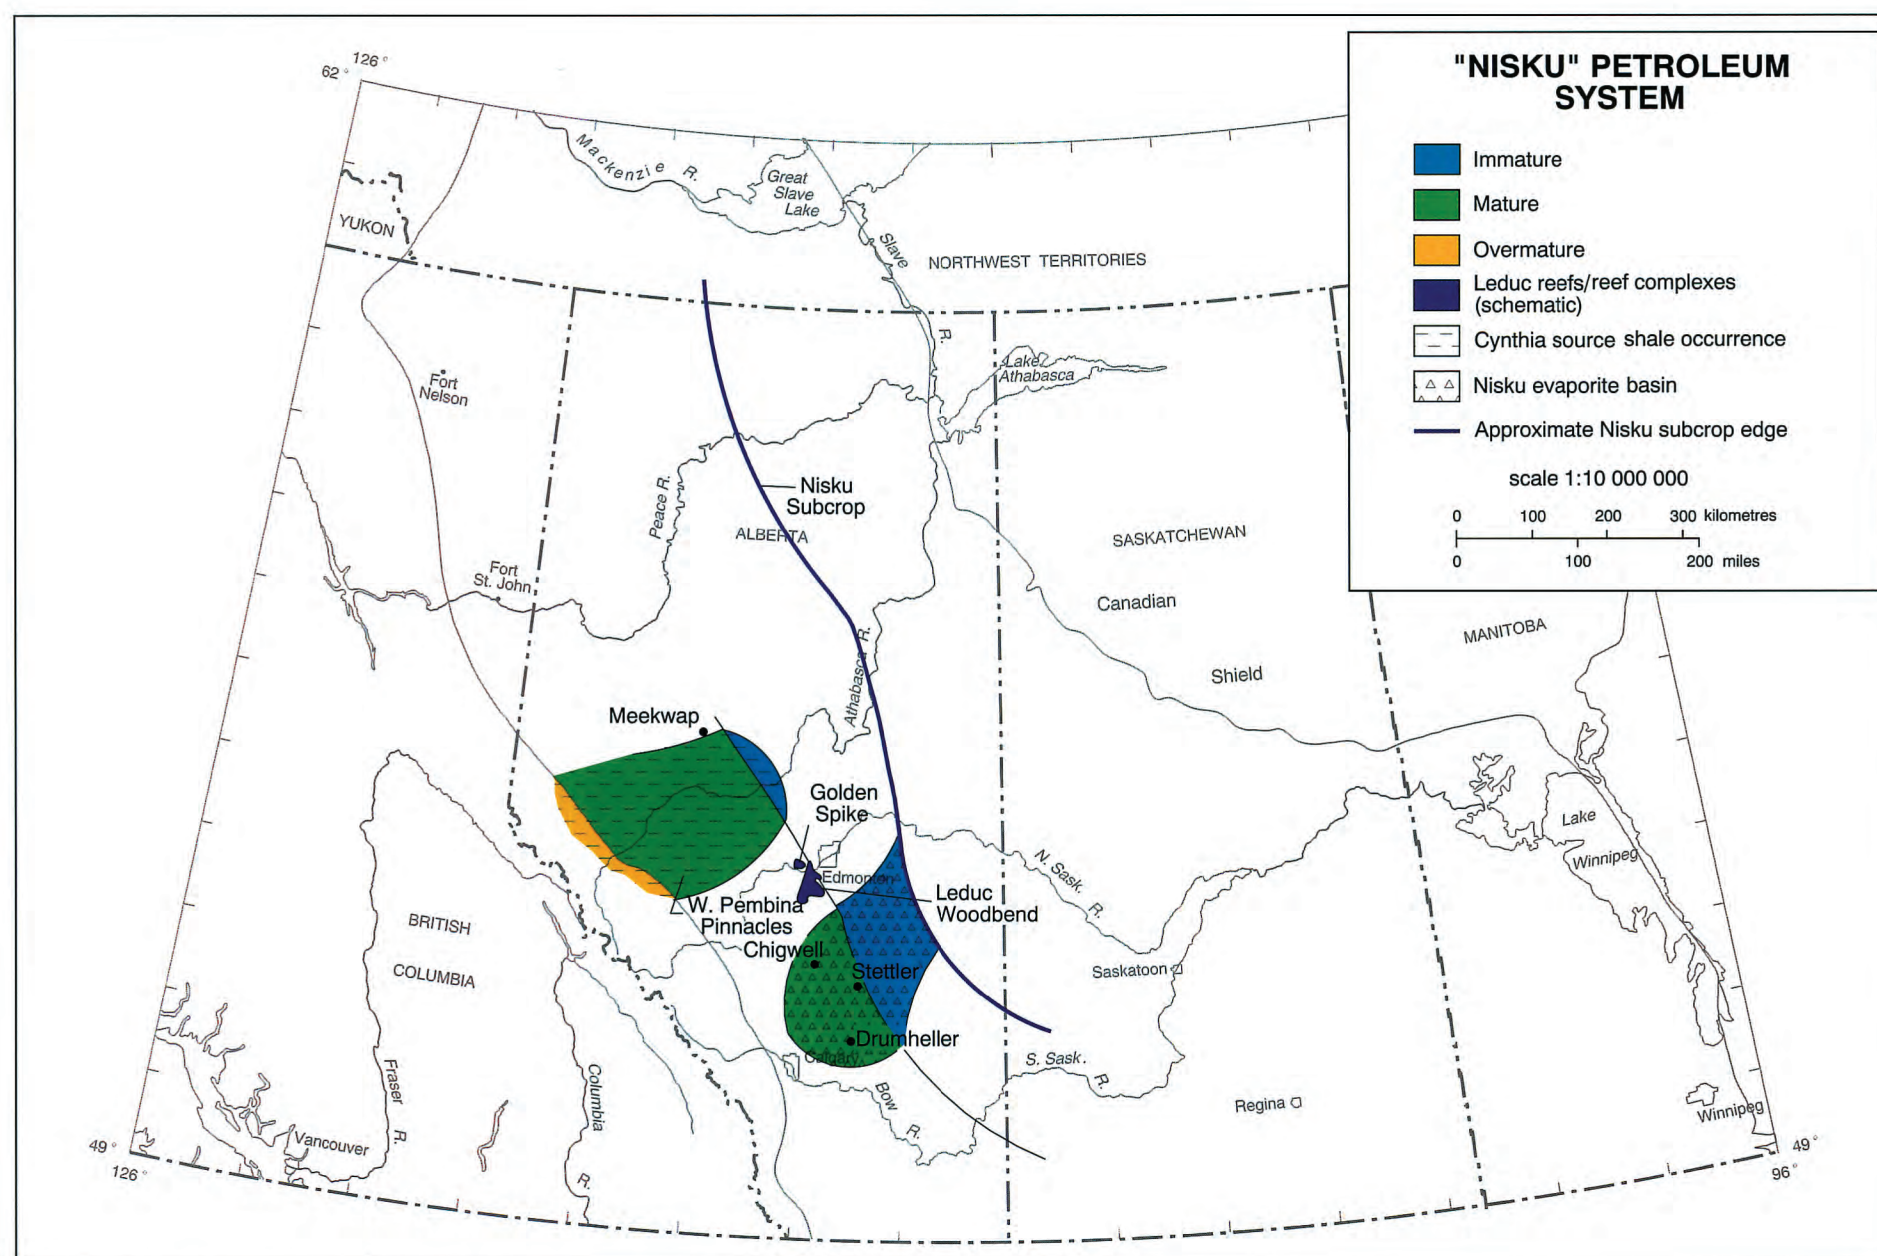 126°
62°
"NISKU" PETROLEUM
SYSTEM
Immature
Mature
Overmature
Leduc reefs/reef complexes
(schematic)
Cynthia source shale occurrence
Nisku evaporite basin
Approximate Nisku subcrop edge
scale 1:10 000 000
0 100 200 300 kilometres
0 100 200 miles
Mackenzie R.
Great
Slave
Lake
YUKON
Slave
R.
NORTHWEST TERRITORIES
Lake
Athabasca
Fort
Nelson
Peace R.
Nisku
Subcrop
ALBERTA
SASKATCHEWAN
Fort
St. John
Canadian
Shield
MANITOBA
Athabasca R.
Meekwap
Golden
Spike
Edmonton
N. Sask.
R.
Lake
Winnipeg
Leduc
Woodbend
W. Pembina
Pinnacles
Chigwell
Stettler
Saskatoon
BRITISH
COLUMBIA
Drumheller
Calgary
S. Sask.
R.
Bow
R.
Fraser
R.
Columbia
R.
Regina
Winnipeg
Vancouver
49°
126°
49°
96°